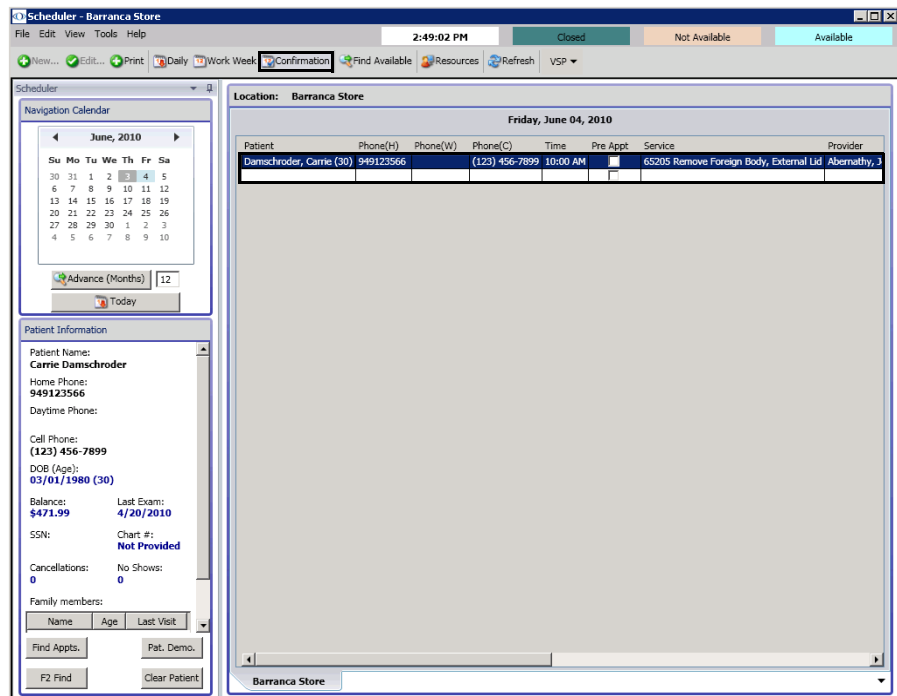 Scheduler - Barranca Store
File Edit View Tools Help
2:49:02 PM Closed Not Available Available
New... Edit... Print Daily Work Week Confirmation Find Available Resources Refresh VSP
Scheduler
Navigation Calendar
June, 2010
Su Mo Tu We Th Fr Sa
30 31 1 2 3 4 5
6 7 8 9 10 11 12
13 14 15 16 17 18 19
20 21 22 23 24 25 26
27 28 29 30 1 2 3
4 5 6 7 8 9 10
Advance (Months) 12
Today
Patient Information
Patient Name:
Carrie Damschroder
Home Phone:
949123566
Daytime Phone:
Cell Phone:
(123) 456-7899
DOB (Age):
03/01/1980 (30)
Balance: Last Exam:
$471.99 4/20/2010
SSN: Chart #:
Not Provided
Cancellations: No Shows:
0 0
Family members:
Name Age Last Visit
Find Appts. Pat. Demo.
F2 Find Clear Patient
Location: Barranca Store
Friday, June 04, 2010
Patient Phone(H) Phone(W) Phone(C) Time Pre Appt Service Provider
Damschroder, Carrie (30) 949123566 (123) 456-7899 10:00 AM 65205 Remove Foreign Body, External Lid Abernathy, J
Barranca Store